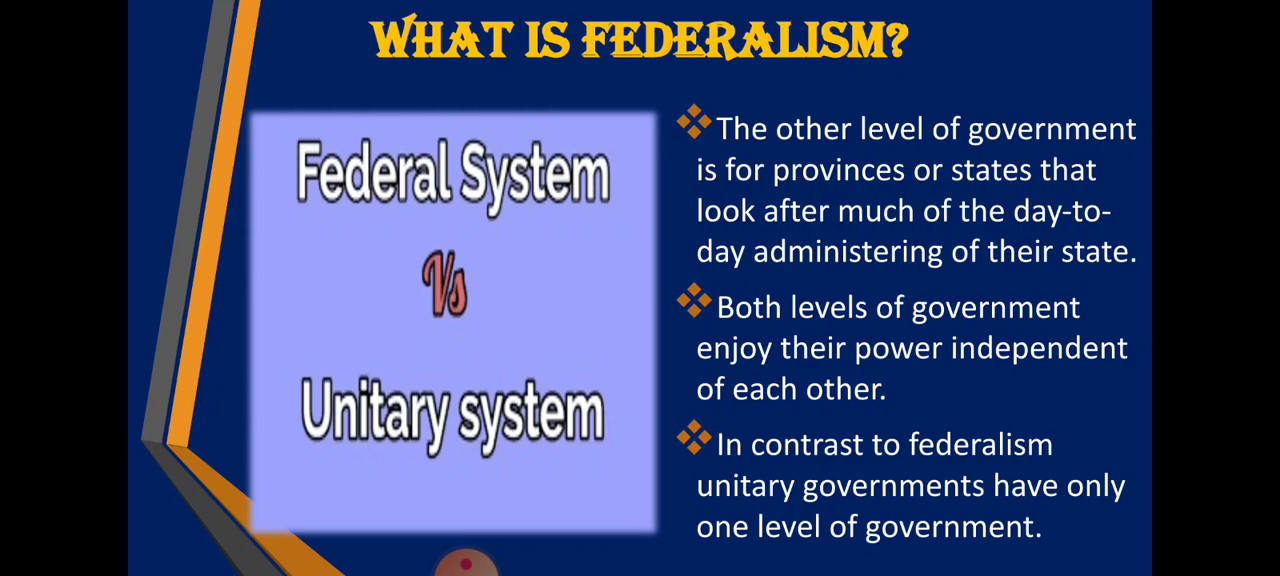 WHAT IS FEDERALISM?
Federal System
Vs
Unitary system
The other level of government
is for provinces or states that
look after much of the day-to-
day administering of their state.
Both levels of government
enjoy their power independent
of each other.
In contrast to federalism
unitary governments have only
one level of government.